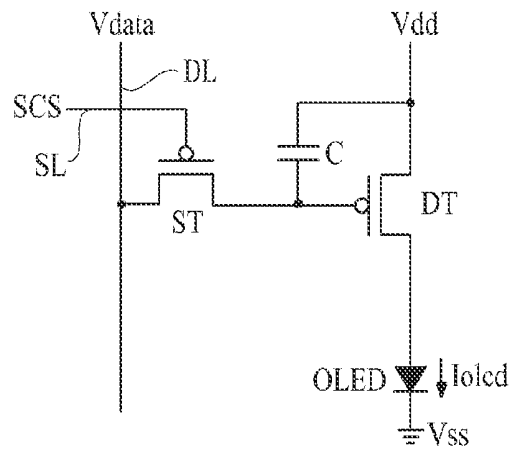 Vdata
Vdd
DL
SCS
SL
C
ST
DT
OLED
Ioled
Vss